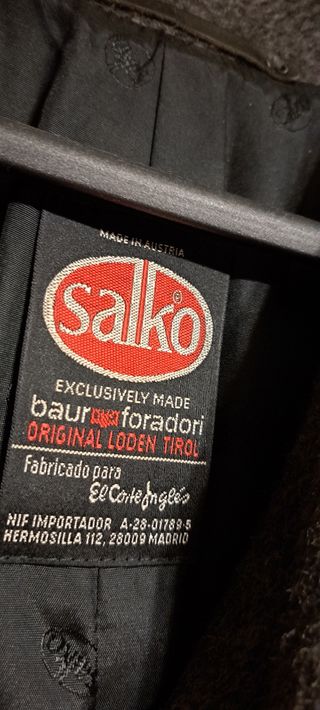 MADE IN AUSTRIA
salko®
EXCLUSIVELY MADE
baur foradori
ORIGINAL LODEN TIROL
Fabricado para
El Corte Inglés
NIF IMPORTADOR A-28-01789-5
HERMOSILLA 112, 28009 MADRID